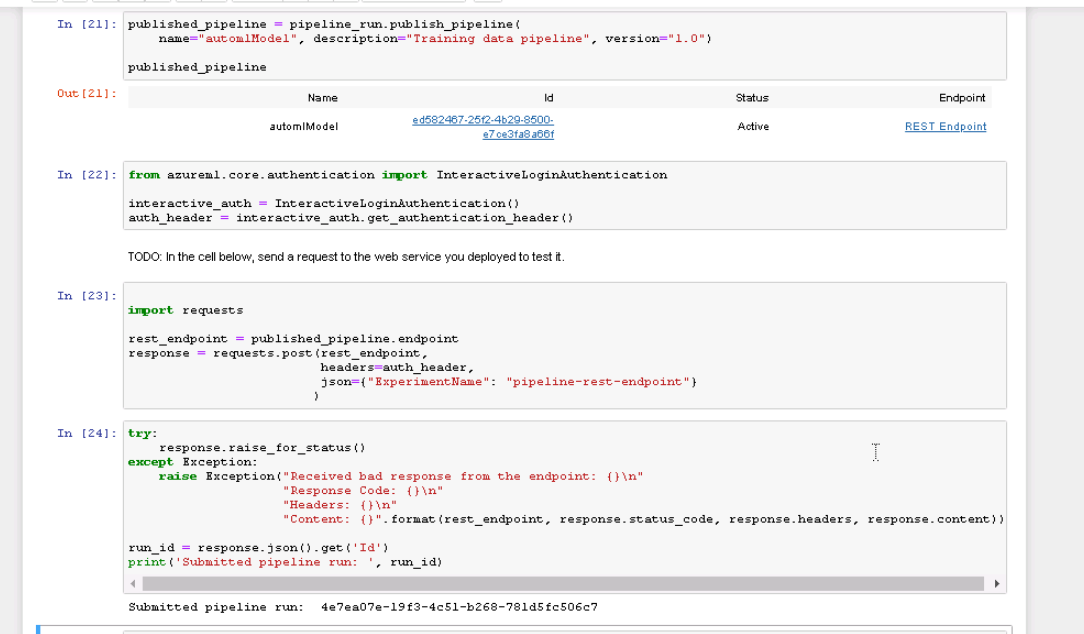 In [21]: published_pipeline = pipeline_run.publish_pipeline(
name="automlModel", description="Training data pipeline", version="1.0")
published_pipeline
Out[21]:
Name Id Status Endpoint
automlModel ed582467-25f2-4b29-8500- Active REST Endpoint
e7ce3fa8a66f
In [22]: from azureml.core.authentication import InteractiveLoginAuthentication
interactive_auth = InteractiveLoginAuthentication()
auth_header = interactive_auth.get_authentication_header()
TODO: In the cell below, send a request to the web service you deployed to test it.
In [23]:
import requests
rest_endpoint = published_pipeline.endpoint
response = requests.post(rest_endpoint,
headers=auth_header,
json={"ExperimentName": "pipeline-rest-endpoint"}
)
In [24]: try:
response.raise_for_status()
except Exception:
raise Exception("Received bad response from the endpoint: {}\n"
"Response Code: {}\n"
"Headers: {}\n"
"Content: {}".format(rest_endpoint, response.status_code, response.headers, response.content))
run_id = response.json().get('Id')
print('Submitted pipeline run: ', run_id)
Submitted pipeline run:  4e7ea07e-19f3-4c51-b268-781d5fc506c7